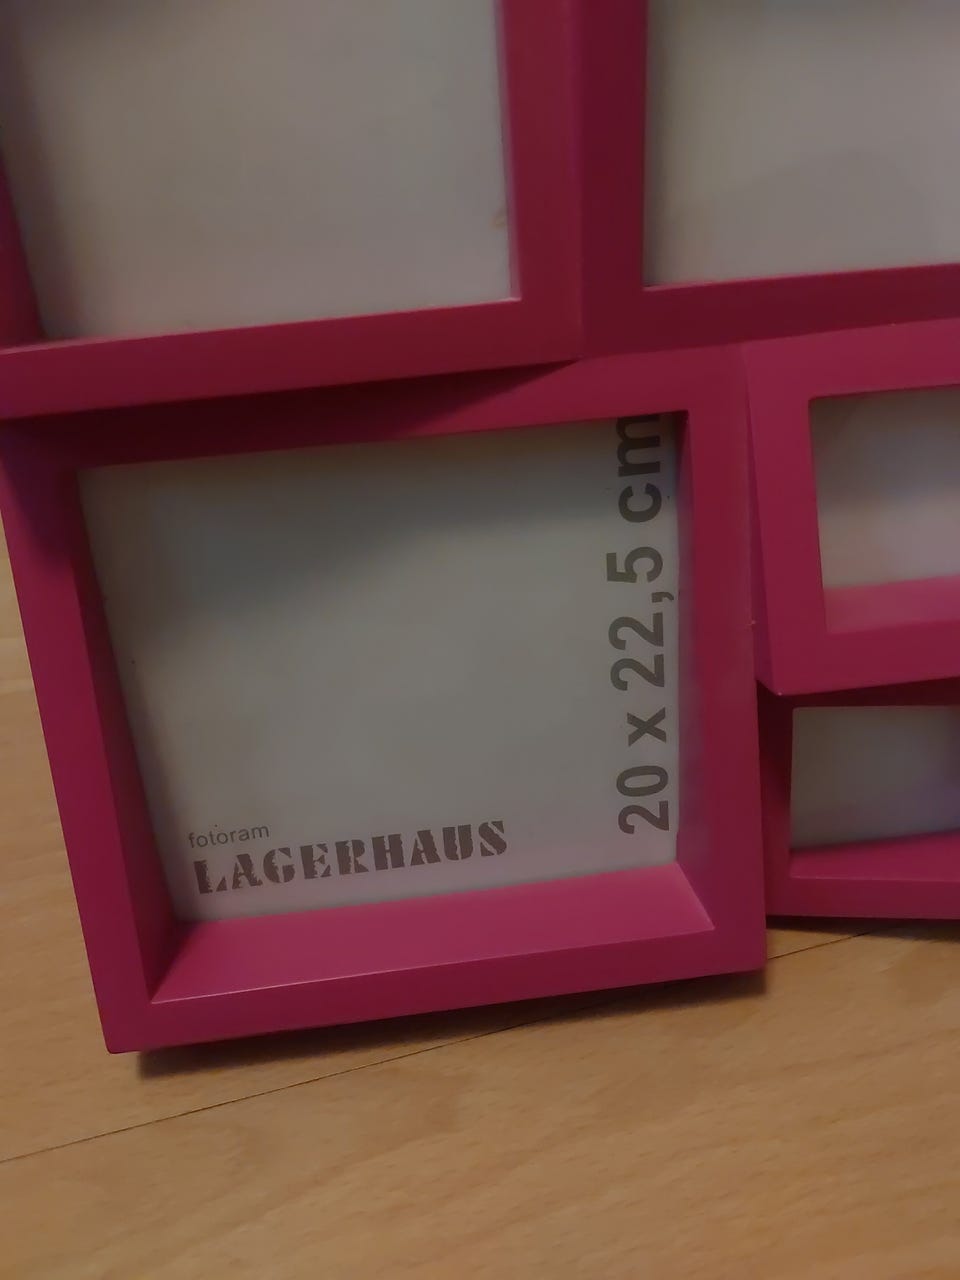 20 x 22,5 cm
fotoram
LAGERHAUS